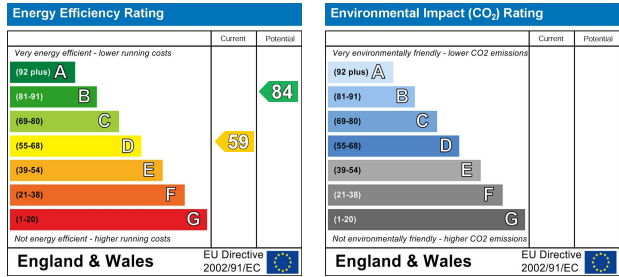 Energy Efficiency Rating
Current Potential
Very energy efficient - lower running costs
(92 plus) A
(81-91) B
84
(69-80) C
(55-68) D
59
(39-54) E
(21-38) F
(1-20) G
Not energy efficient - higher running costs
England & Wales
EU Directive
2002/91/EC
Environmental Impact (CO₂) Rating
Current Potential
Very environmentally friendly - lower CO2 emissions
(92 plus) A
(81-91) B
(69-80) C
(55-68) D
(39-54) E
(21-38) F
(1-20) G
Not environmentally friendly - higher CO2 emissions
England & Wales
EU Directive
2002/91/EC